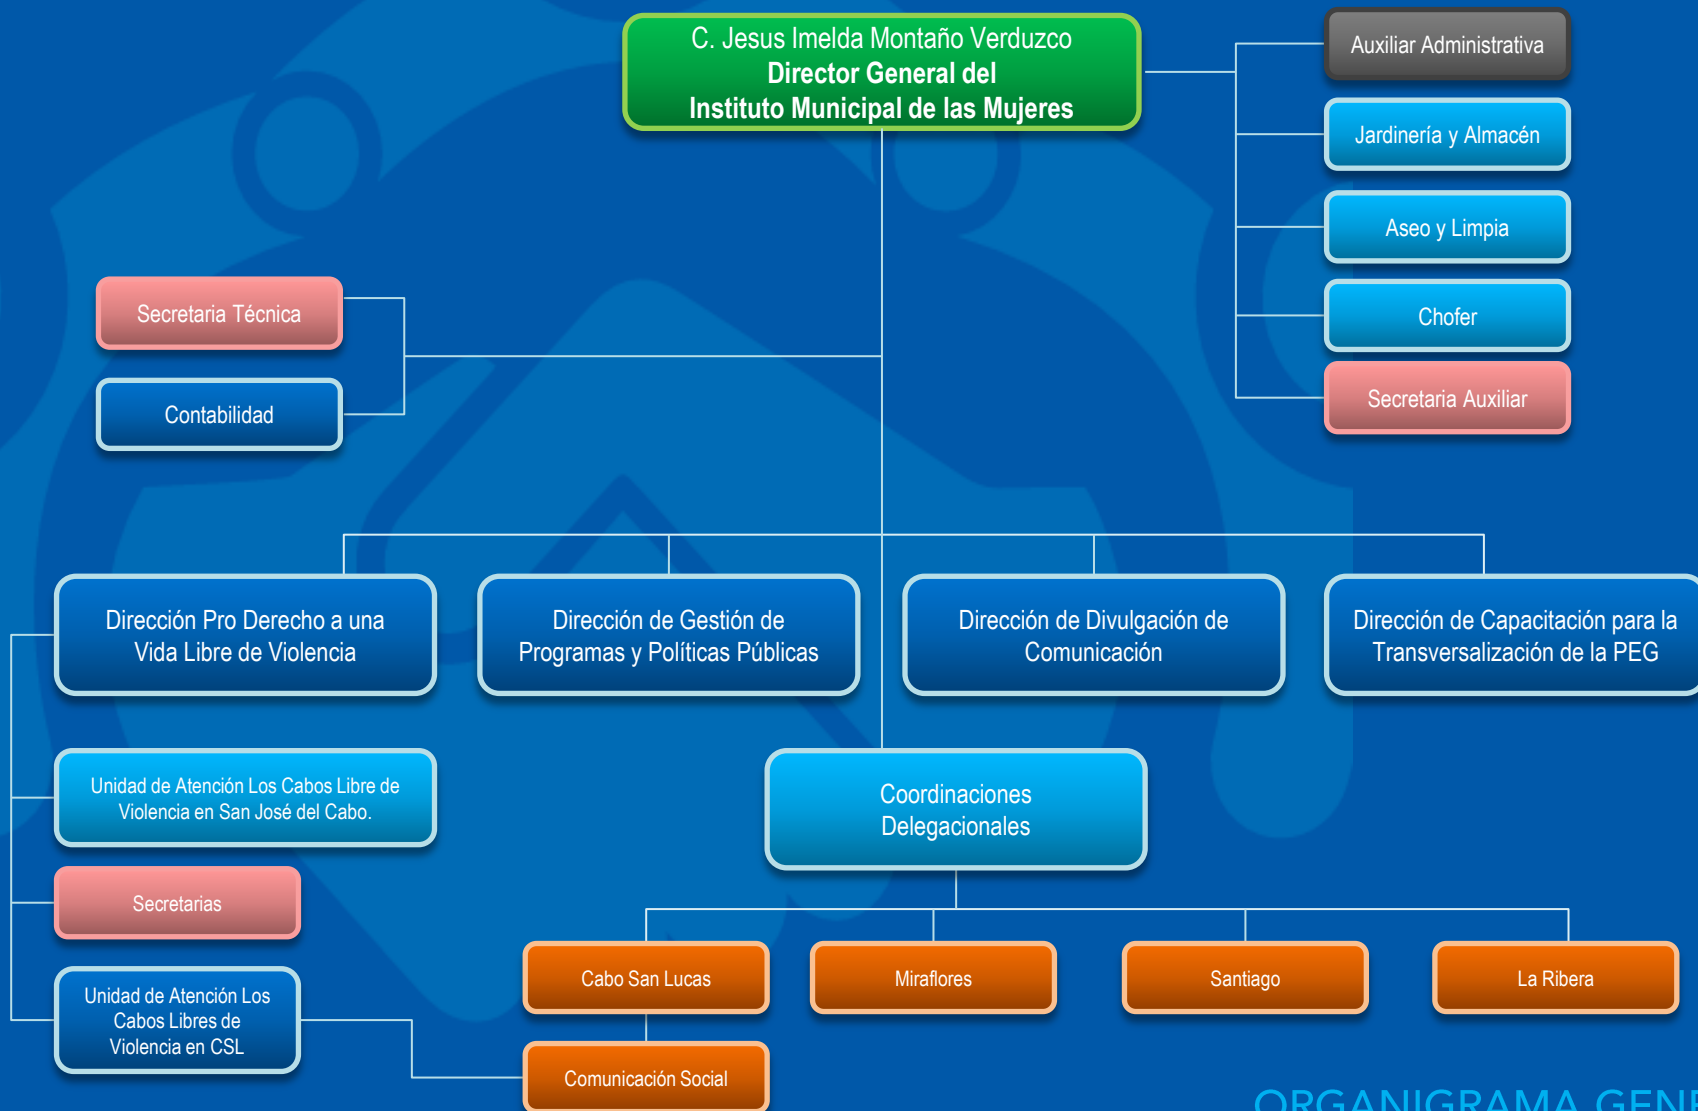 C. Jesus Imelda Montaño Verduzco
Director General del
Instituto Municipal de las Mujeres
Auxiliar Administrativa
Jardinería y Almacén
Aseo y Limpia
Chofer
Secretaria Auxiliar
Secretaria Técnica
Contabilidad
Dirección Pro Derecho a una
Vida Libre de Violencia
Dirección de Gestión de
Programas y Políticas Públicas
Dirección de Divulgación de
Comunicación
Dirección de Capacitación para la
Transversalización de la PEG
Unidad de Atención Los Cabos Libre de
Violencia en San José del Cabo.
Coordinaciones
Delegacionales
Secretarias
Unidad de Atención Los
Cabos Libres de
Violencia en CSL
Cabo San Lucas
Miraflores
Santiago
La Ribera
Comunicación Social
ORGANIGRAMA